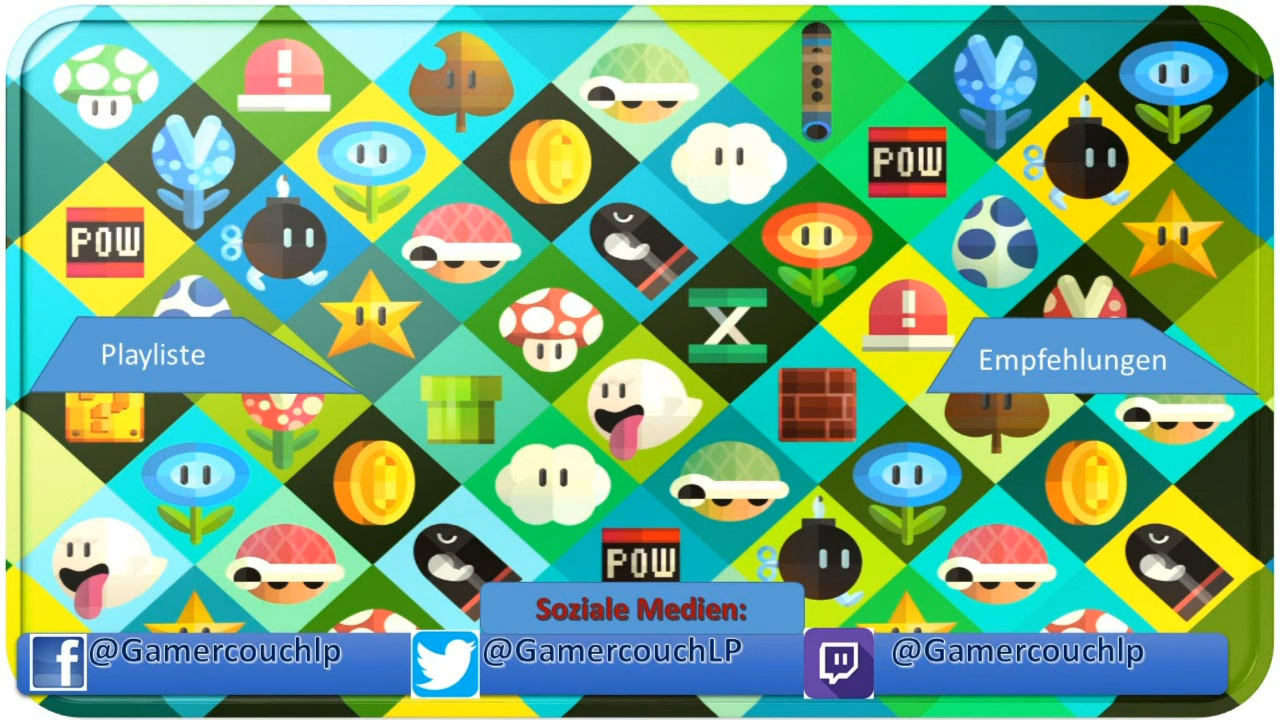 POW
POW
Playliste
Empfehlungen
POW
Soziale Medien:
@Gamercouchlp
@GamercouchLP
@Gamercouchlp